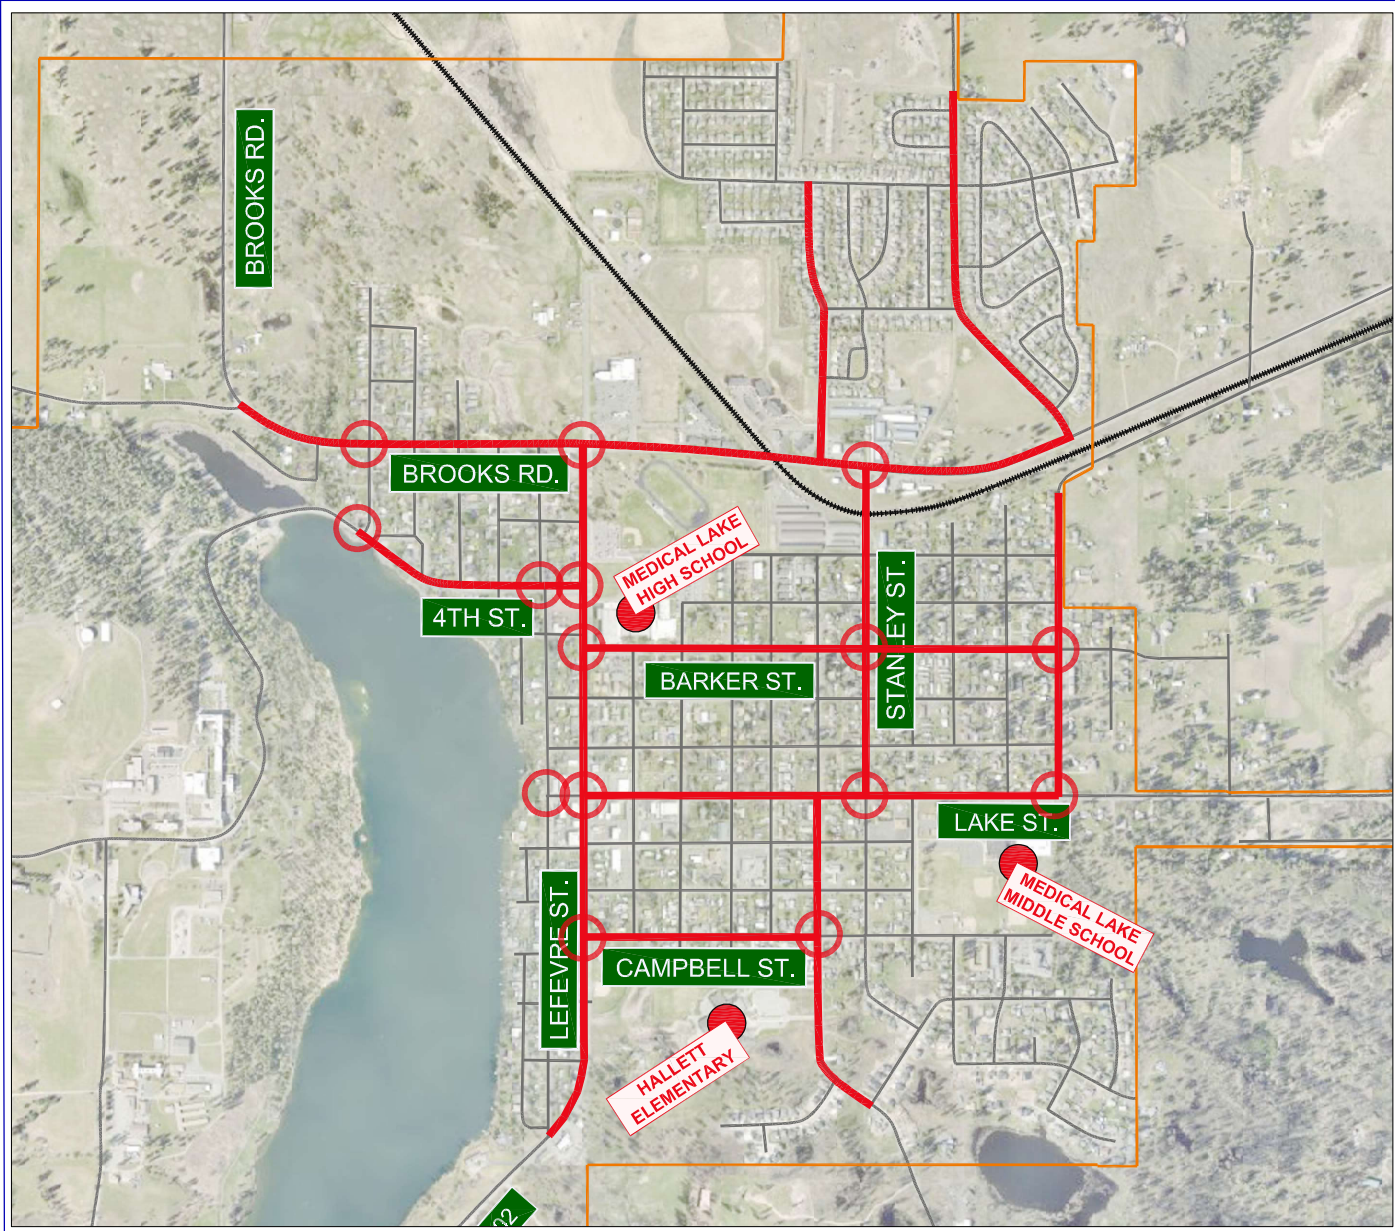 BROOKS RD.
BROOKS RD.
MEDICAL LAKE
HIGH SCHOOL
4TH ST.
STANLEY ST.
BARKER ST.
LAKE ST.
MEDICAL LAKE
MIDDLE SCHOOL
LEFEVRE ST.
CAMPBELL ST.
HALLETT
ELEMENTARY
02